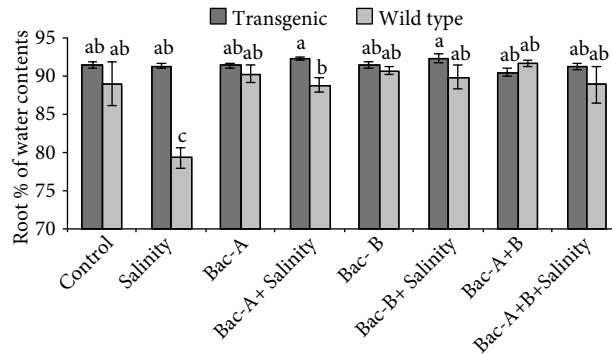 Transgenic Wild type
Root % of water contents
95
90
85
80
75
70
ab ab
ab
c
ab ab
a
b
ab ab
a
ab
ab ab
ab
ab
Control
Salinity
Bac-A
Bac-A+ Salinity
Bac- B
Bac-B+ Salinity
Bac-A+B
Bac-A+B+Salinity